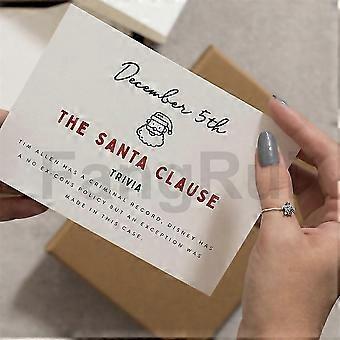 December 5th
THE SANTA CLAUSE
TRIVIA
TIM ALLEN HAS A CRIMINAL RECORD. DISNEY HAS
A NO EX-CONS POLICY BUT AN EXCEPTION WAS
MADE IN THIS CASE.
FangRu